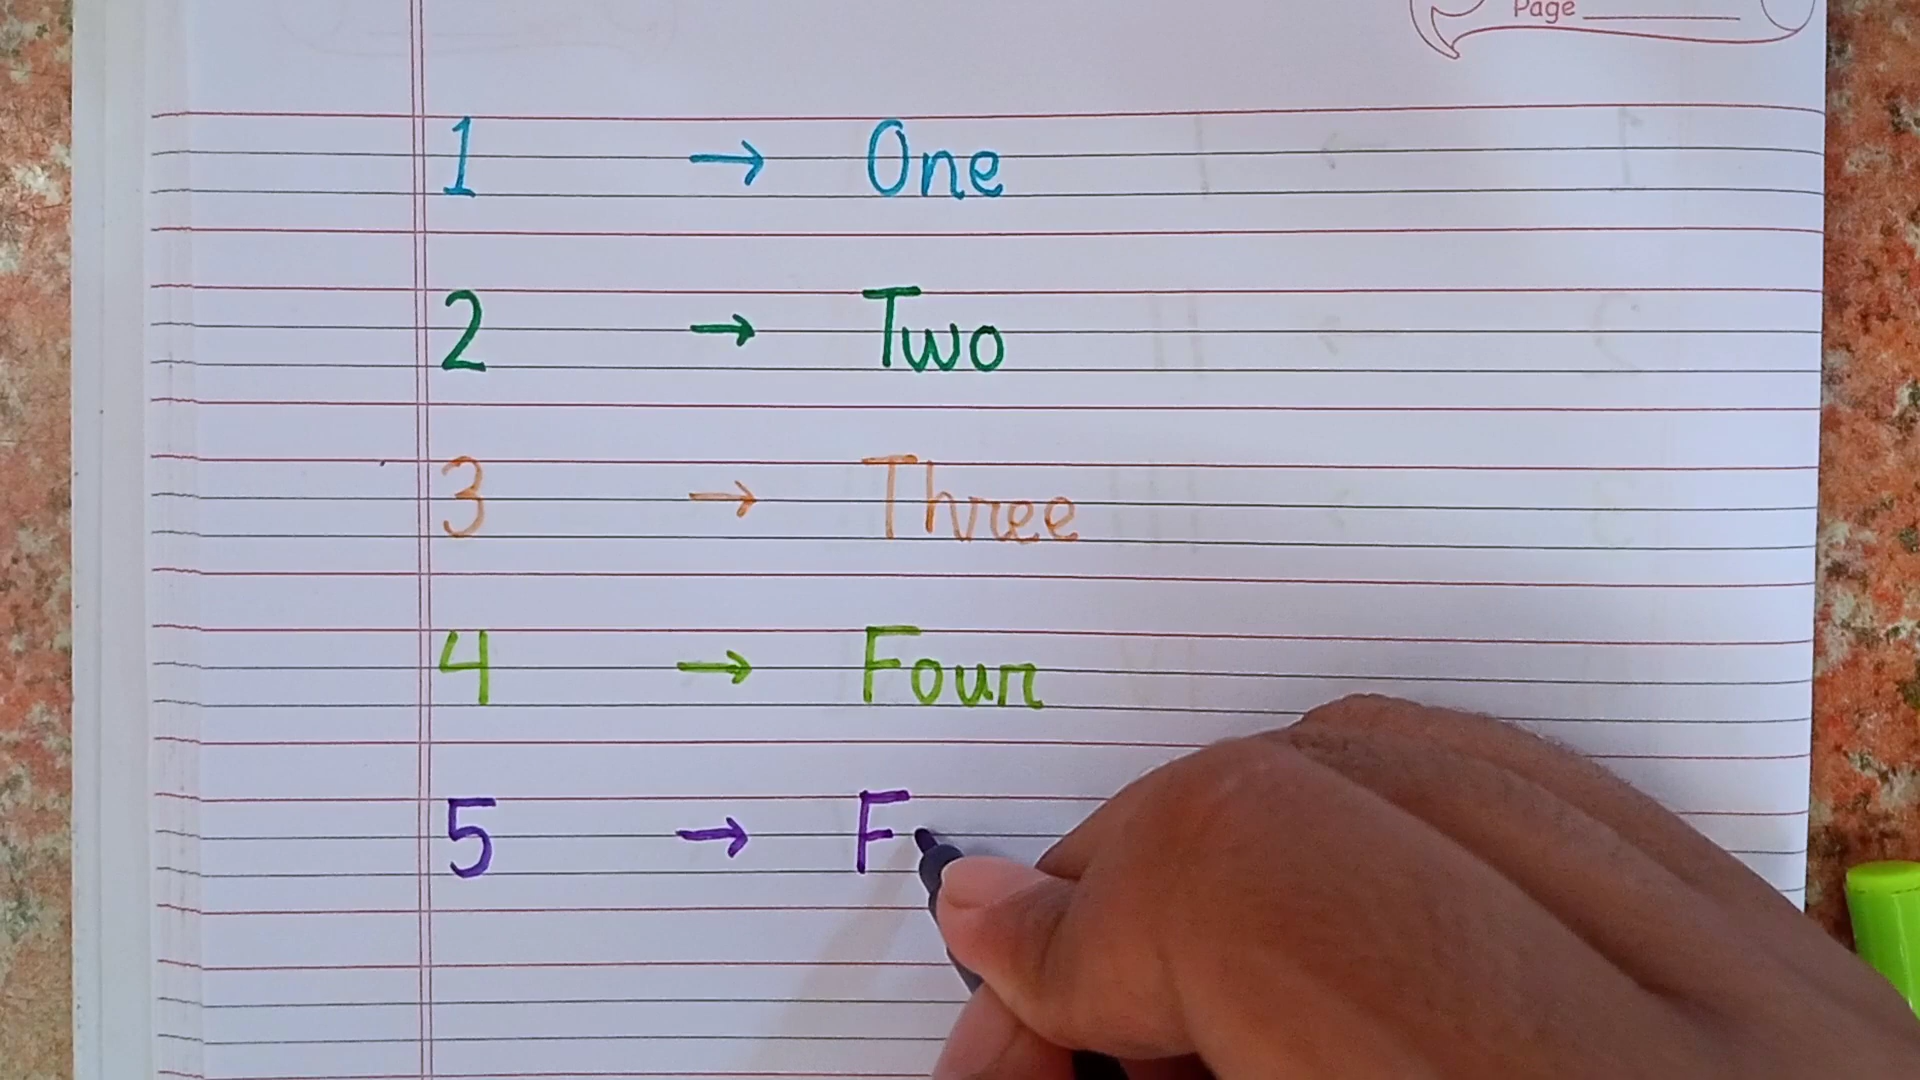 Page
1 → One
2 → Two
3 → Three
4 → Four
5 → F